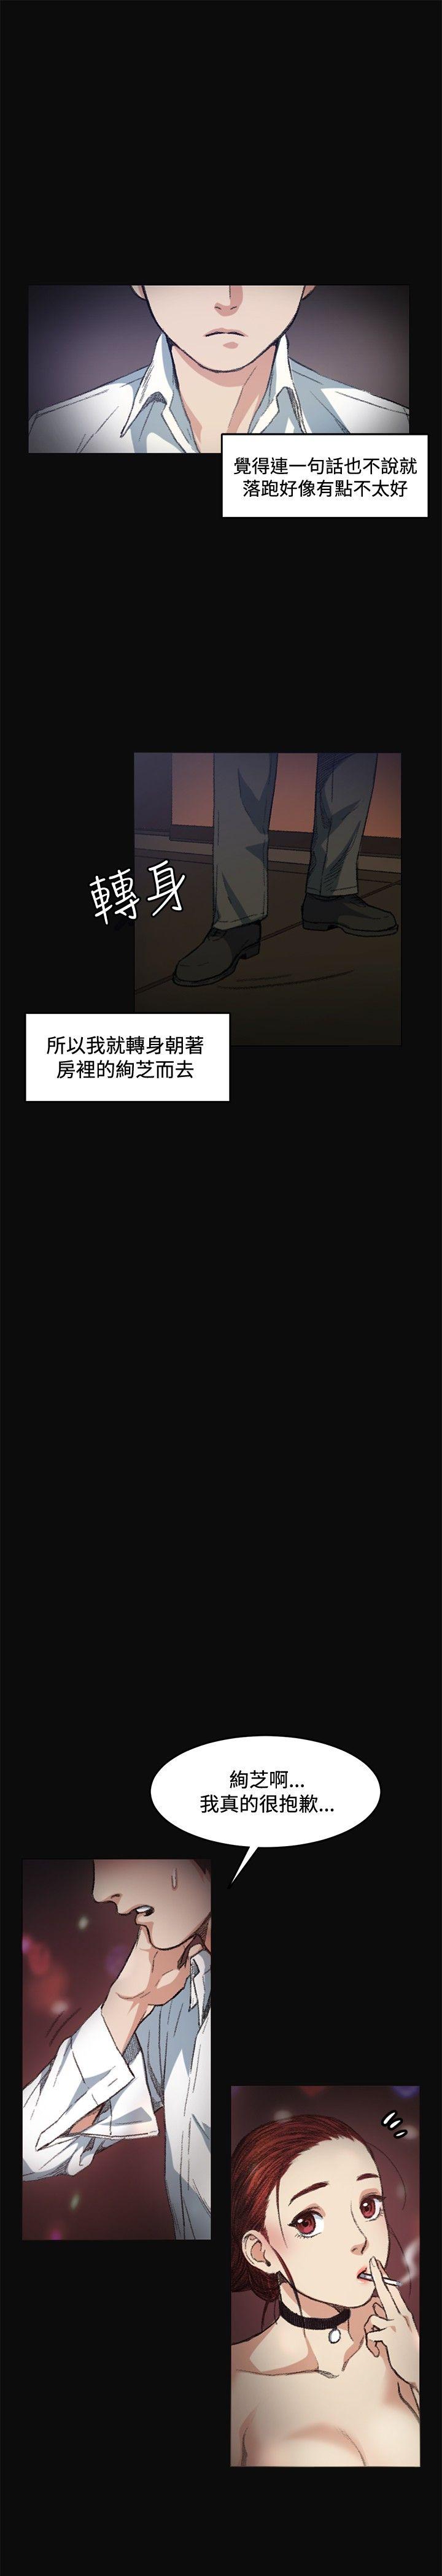 覺得連一句話也不說就
落跑好像有點不太好
轉身
所以我就轉身朝著
房裡的絢芝而去
絢芝啊…
我真的很抱歉…